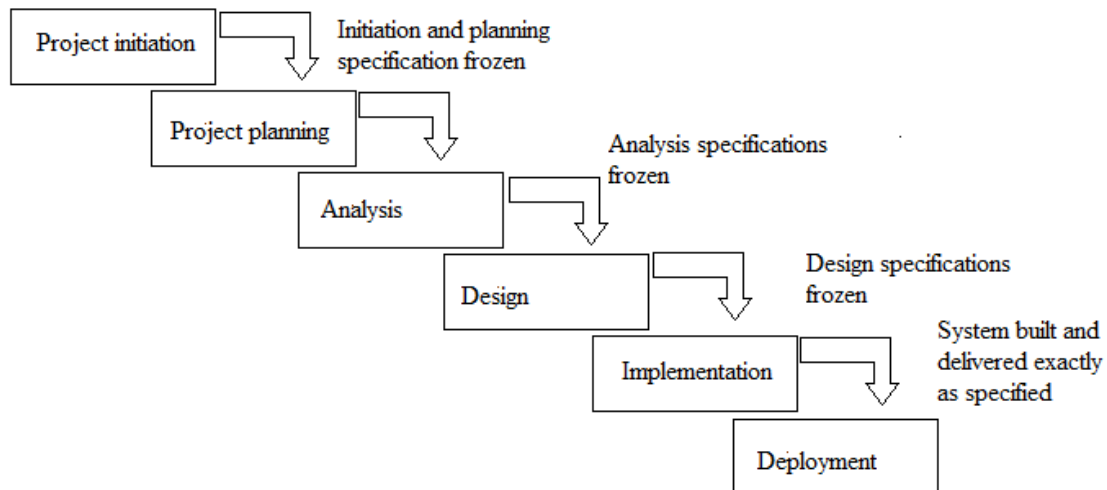 Project initiation
Initiation and planning
specification frozen
Project planning
Analysis specifications
frozen
Analysis
Design specifications
frozen
Design
System built and
delivered exactly
as specified
Implementation
Deployment